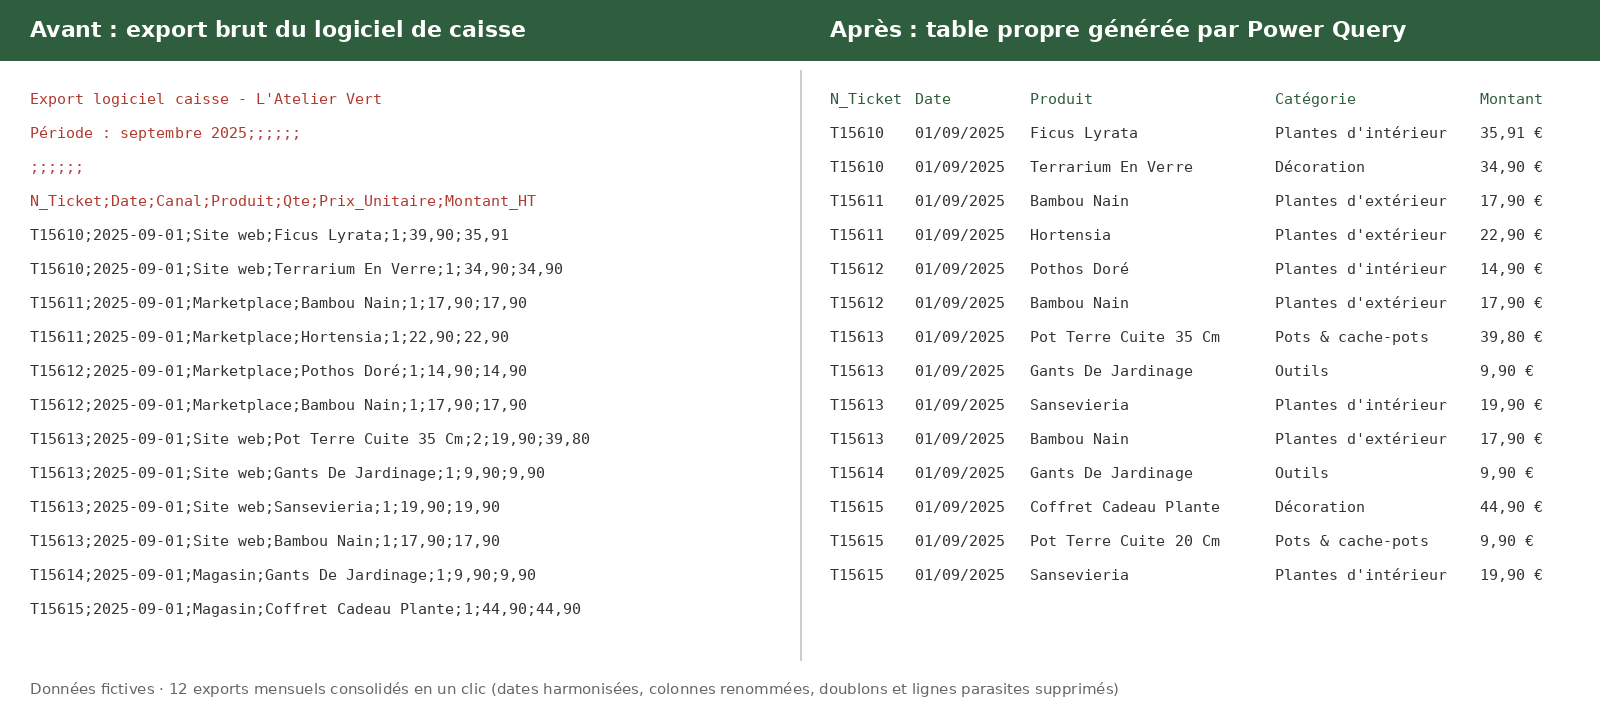 Avant : export brut du logiciel de caisse
Export logiciel caisse - L'Atelier Vert
Période : septembre 2025;;;;;;
;;;;;;
N_Ticket;Date;Canal;Produit;Qte;Prix_Unitaire;Montant_HT
T15610;2025-09-01;Site web;Ficus Lyrata;1;39,90;35,91
T15610;2025-09-01;Site web;Terrarium En Verre;1;34,90;34,90
T15611;2025-09-01;Marketplace;Bambou Nain;1;17,90;17,90
T15611;2025-09-01;Marketplace;Hortensia;1;22,90;22,90
T15612;2025-09-01;Marketplace;Pothos Doré;1;14,90;14,90
T15612;2025-09-01;Marketplace;Bambou Nain;1;17,90;17,90
T15613;2025-09-01;Site web;Pot Terre Cuite 35 Cm;2;19,90;39,80
T15613;2025-09-01;Site web;Gants De Jardinage;1;9,90;9,90
T15613;2025-09-01;Site web;Sansevieria;1;19,90;19,90
T15613;2025-09-01;Site web;Bambou Nain;1;17,90;17,90
T15614;2025-09-01;Magasin;Gants De Jardinage;1;9,90;9,90
T15615;2025-09-01;Magasin;Coffret Cadeau Plante;1;44,90;44,90
Après : table propre générée par Power Query
N_Ticket Date Produit Catégorie Montant
T15610 01/09/2025 Ficus Lyrata Plantes d'intérieur 35,91 €
T15610 01/09/2025 Terrarium En Verre Décoration 34,90 €
T15611 01/09/2025 Bambou Nain Plantes d'extérieur 17,90 €
T15611 01/09/2025 Hortensia Plantes d'extérieur 22,90 €
T15612 01/09/2025 Pothos Doré Plantes d'intérieur 14,90 €
T15612 01/09/2025 Bambou Nain Plantes d'extérieur 17,90 €
T15613 01/09/2025 Pot Terre Cuite 35 Cm Pots & cache-pots 39,80 €
T15613 01/09/2025 Gants De Jardinage Outils 9,90 €
T15613 01/09/2025 Sansevieria Plantes d'intérieur 19,90 €
T15613 01/09/2025 Bambou Nain Plantes d'extérieur 17,90 €
T15614 01/09/2025 Gants De Jardinage Outils 9,90 €
T15615 01/09/2025 Coffret Cadeau Plante Décoration 44,90 €
T15615 01/09/2025 Pot Terre Cuite 20 Cm Pots & cache-pots 9,90 €
T15615 01/09/2025 Sansevieria Plantes d'intérieur 19,90 €
Données fictives · 12 exports mensuels consolidés en un clic (dates harmonisées, colonnes renommées, doublons et lignes parasites supprimés)